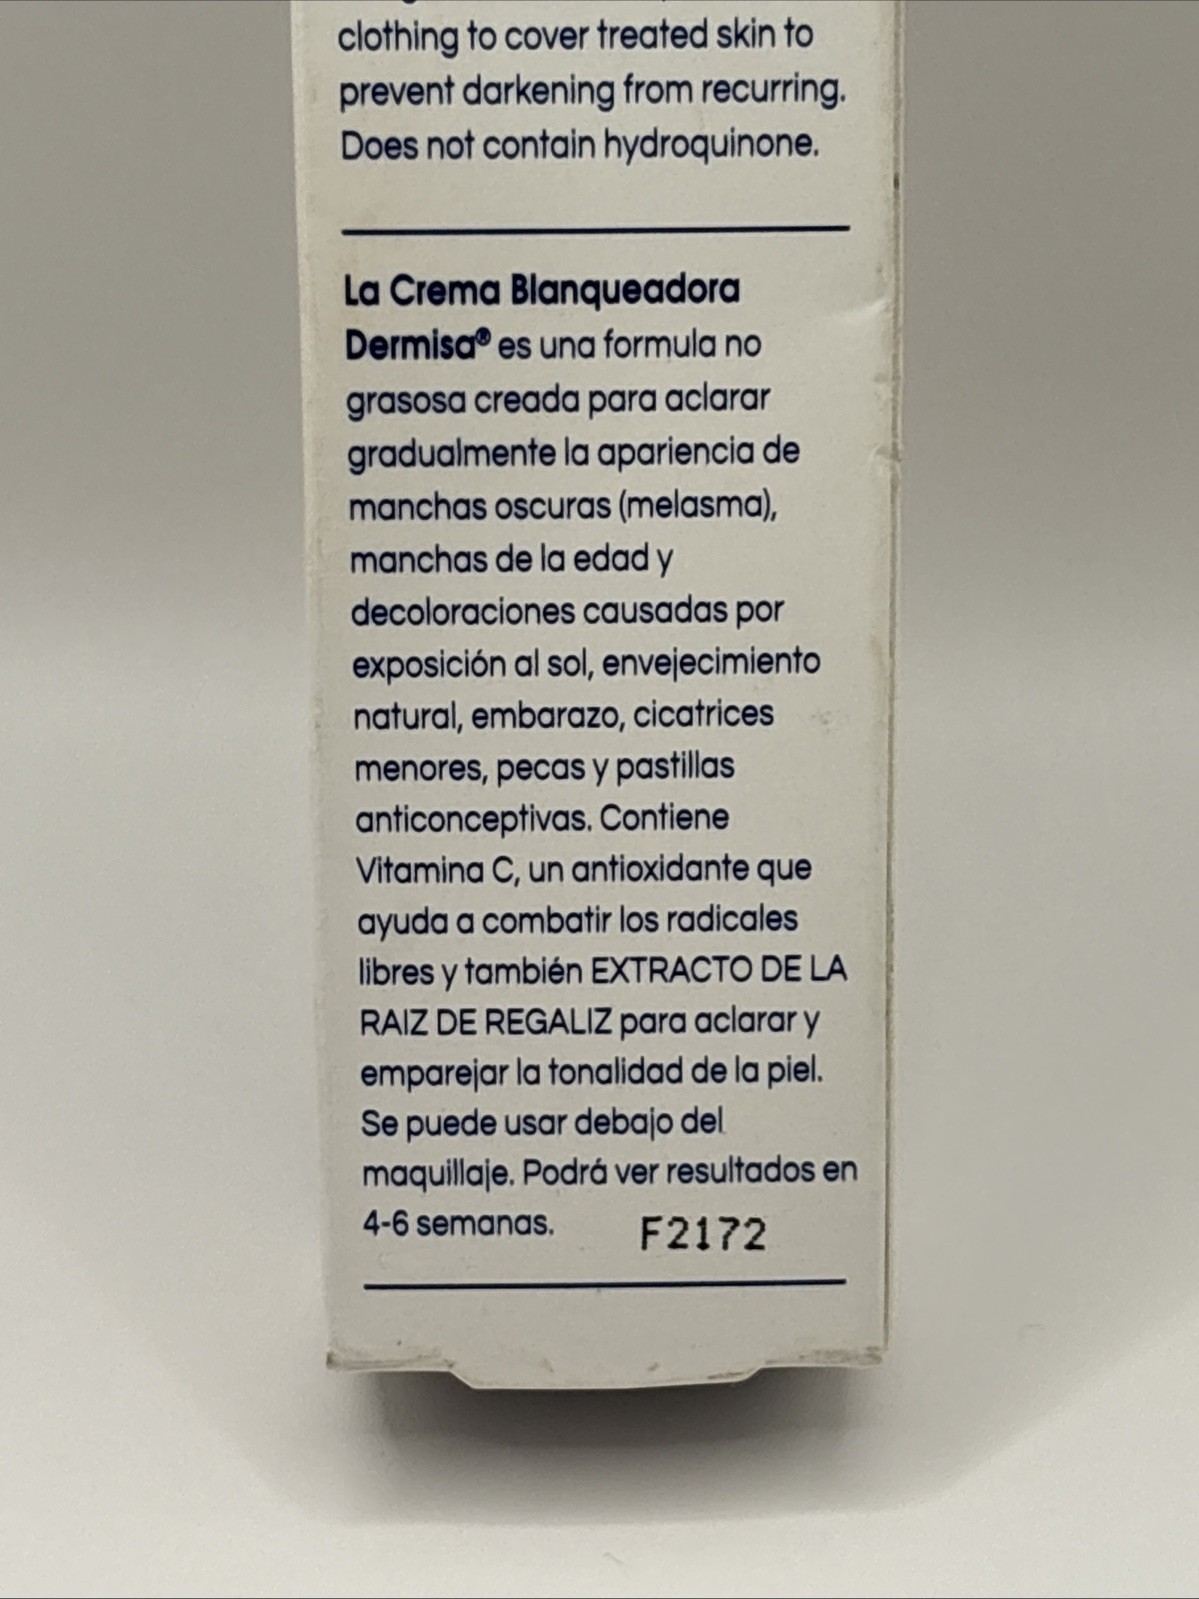 clothing to cover treated skin to
prevent darkening from recurring.
Does not contain hydroquinone.
La Crema Blanqueadora
Dermisa® es una formula no
grasosa creada para aclarar
gradualmente la apariencia de
manchas oscuras (melasma),
manchas de la edad y
decoloraciones causadas por
exposición al sol, envejecimiento
natural, embarazo, cicatrices
menores, pecas y pastillas
anticonceptivas. Contiene
Vitamina C, un antioxidante que
ayuda a combatir los radicales
libres y también EXTRACTO DE LA
RAIZ DE REGALIZ para aclarar y
emparejar la tonalidad de la piel.
Se puede usar debajo del
maquillaje. Podrá ver resultados en
4-6 semanas. F2172